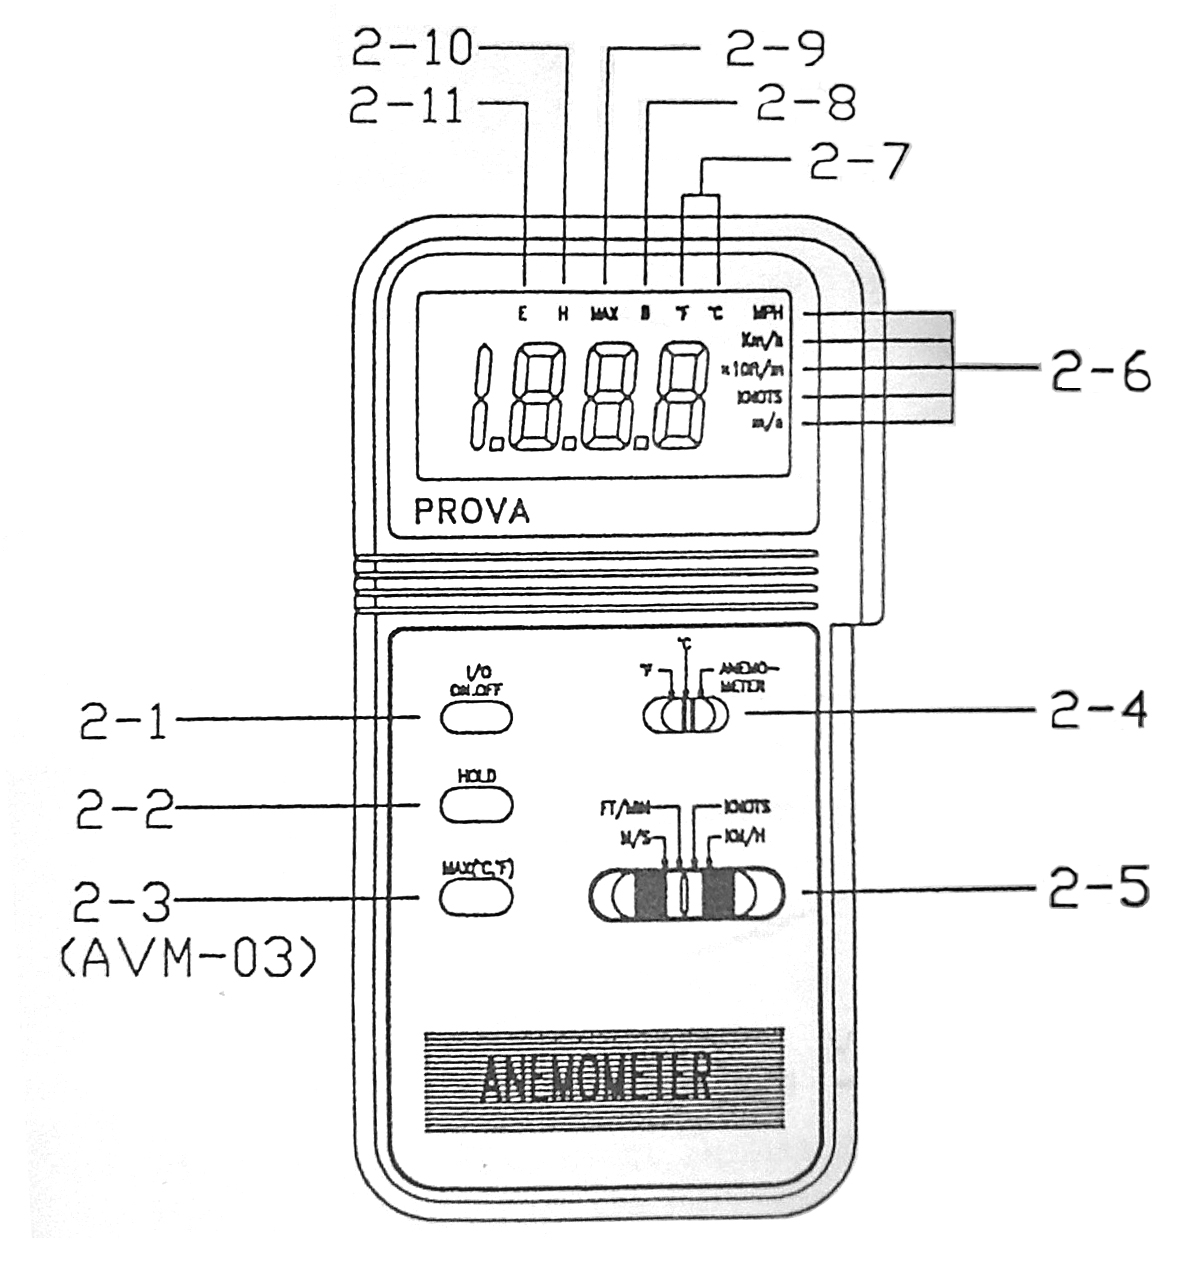 2-10
2-9
2-11
2-8
2-7
E H MAX B °F °C MPH
Km/h
×10ft/m
KNOTS
m/s
1.8.8.8
2-6
PROVA
I/O
ON.OFF
°C
°F
ANEMO-
METER
2-1
2-4
HOLD
2-2
FT/MIN
KNOTS
M/S
KM/H
MAX(°C,°F)
2-3
(AVM-03)
2-5
ANEMOMETER